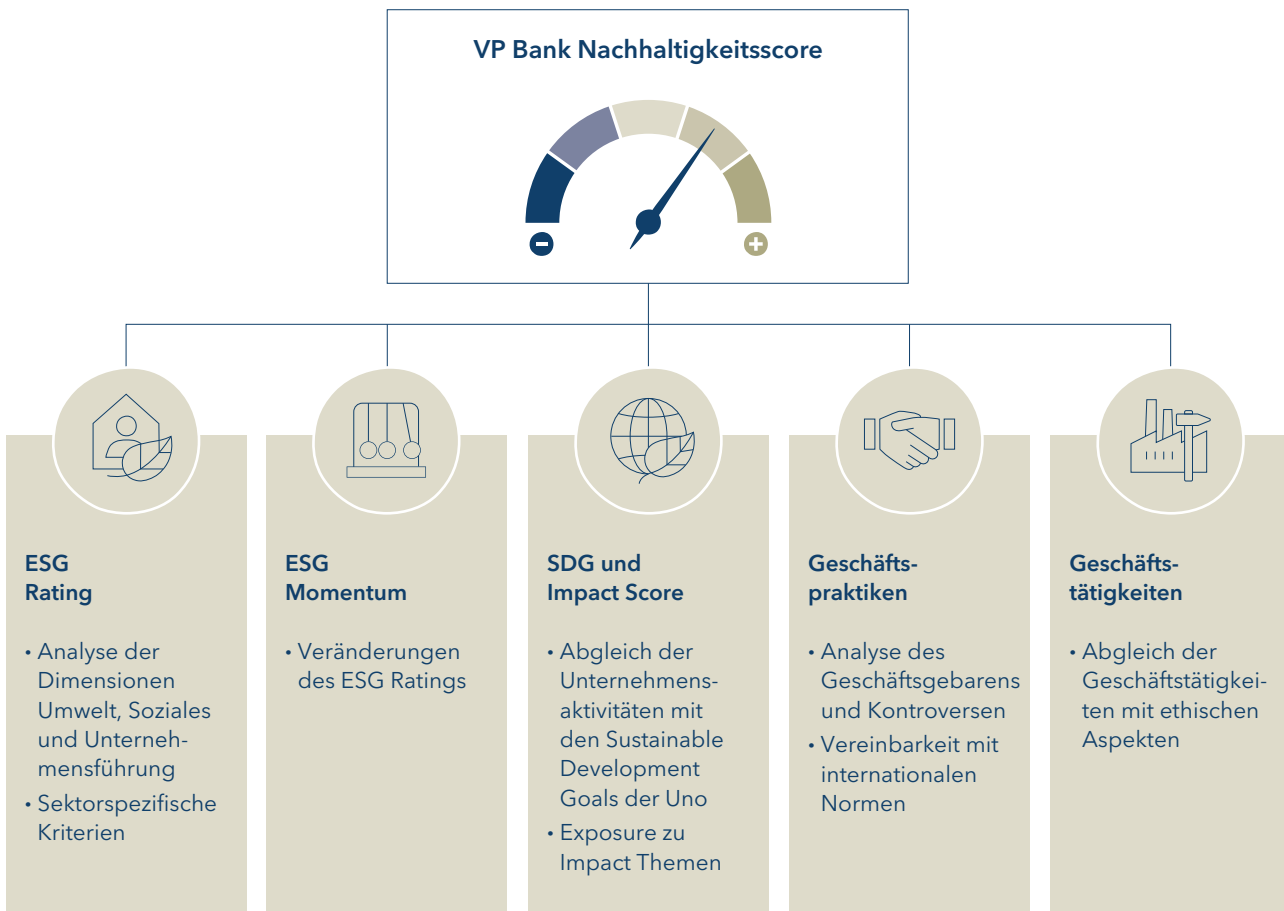 VP Bank Nachhaltigkeitsscore
ESG
Rating
• Analyse der
Dimensionen
Umwelt, Soziales
und Unterneh-
mensführung
• Sektorspezifische
Kriterien
ESG
Momentum
• Veränderungen
des ESG Ratings
SDG und
Impact Score
• Abgleich der
Unternehmens-
aktivitäten mit
den Sustainable
Development
Goals der Uno
• Exposure zu
Impact Themen
Geschäfts-
praktiken
• Analyse des
Geschäftsgebarens
und Kontroversen
• Vereinbarkeit mit
internationalen
Normen
Geschäfts-
tätigkeiten
• Abgleich der
Geschäftstätigkei-
ten mit ethischen
Aspekten